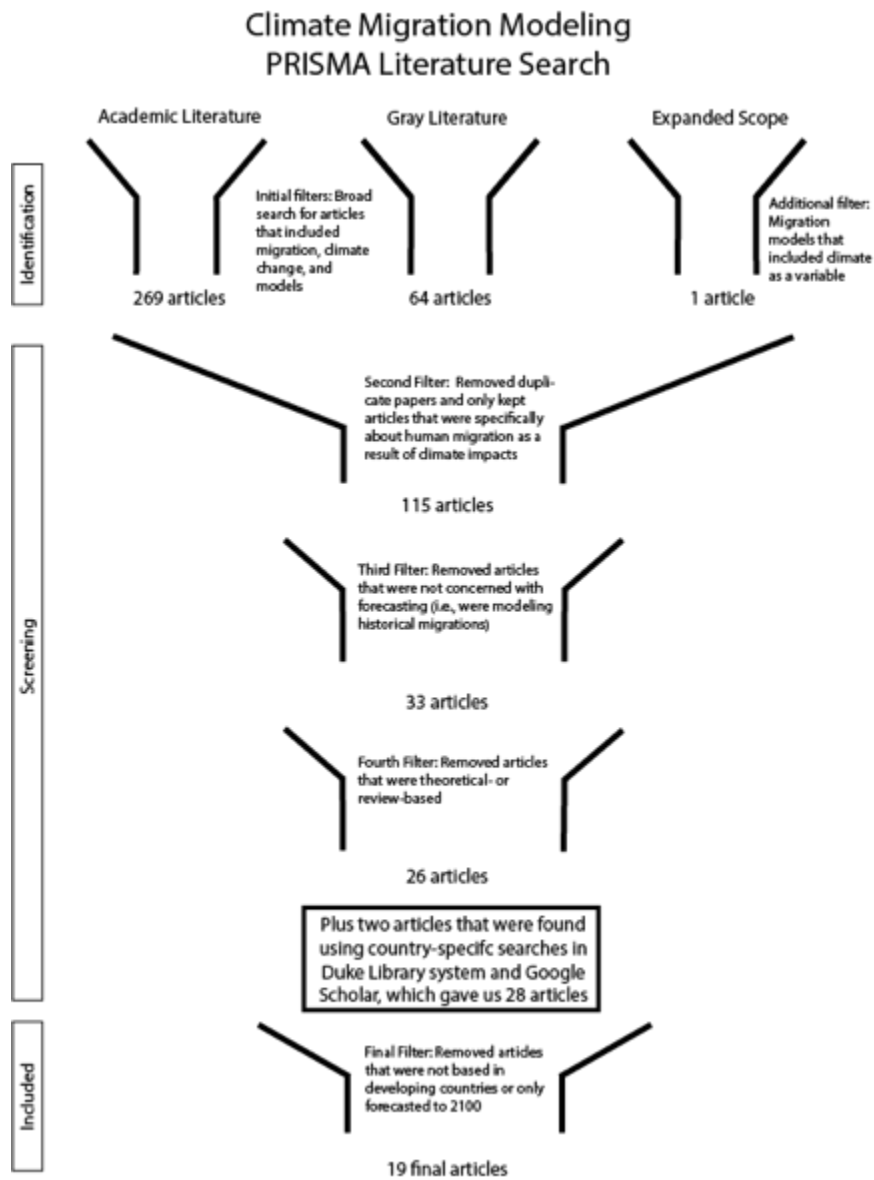 Climate Migration Modeling
PRISMA Literature Search
Academic Literature
Gray Literature
Expanded Scope
Identification
Initial filters: Broad
search for articles
that included
migration, climate
change, and
models
Additional filter:
Migration
models that
included climate
as a variable
269 articles
64 articles
1 article
Screening
Second Filter: Removed dupli-
cate papers and only kept
articles that were specifically
about human migration as a
result of climate impacts
115 articles
Third Filter: Removed articles
that were not concerned with
forecasting (i.e., were modeling
historical migrations)
33 articles
Fourth Filter: Removed articles
that were theoretical- or
review-based
26 articles
Plus two articles that were found
using country-specifc searches in
Duke Library system and Google
Scholar, which gave us 28 articles
Included
Final Filter: Removed articles
that were not based in
developing countries or only
forecasted to 2100
19 final articles